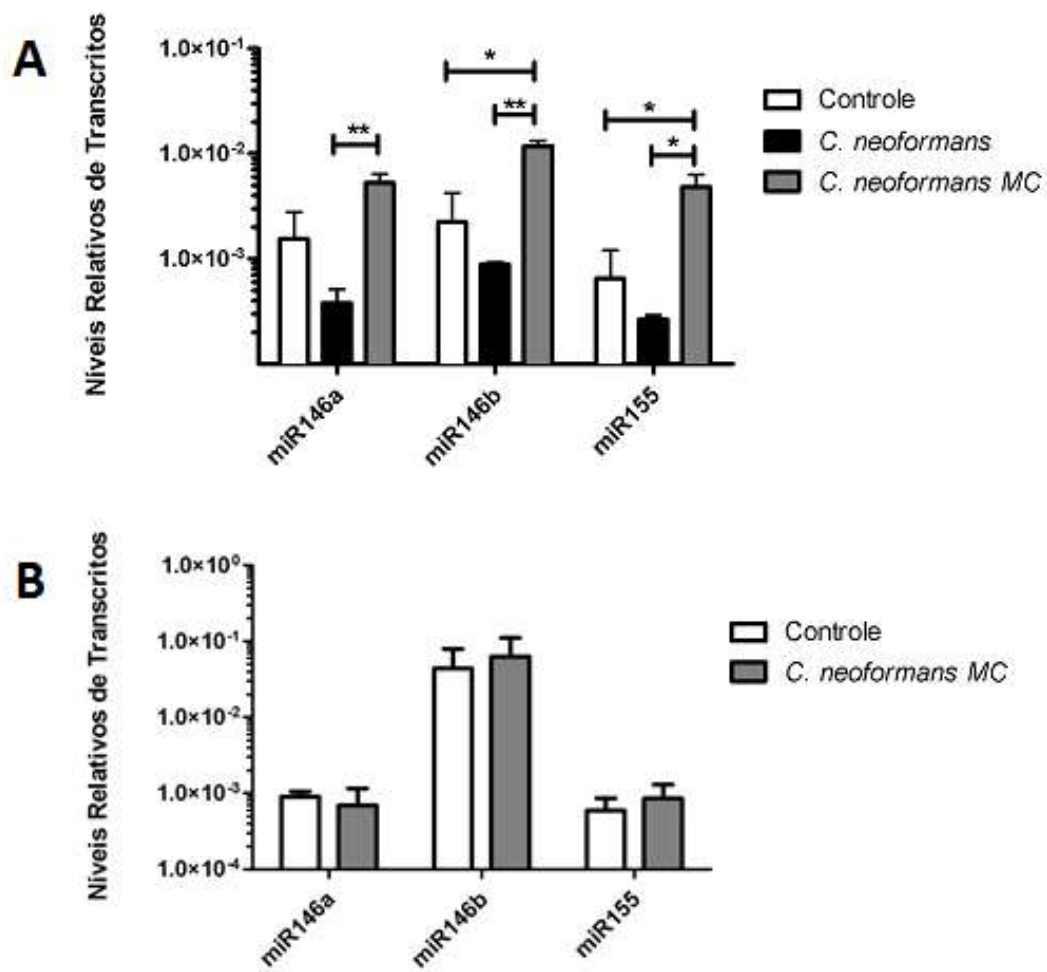 A
Níveis Relativos de Transcritos
1.0×10⁻¹
1.0×10⁻²
1.0×10⁻³
*
**
**
*
*
Controle
C. neoformans
C. neoformans MC
miR146a
miR146b
miR155
B
Níveis Relativos de Transcritos
1.0×10⁰
1.0×10⁻¹
1.0×10⁻²
1.0×10⁻³
1.0×10⁻⁴
Controle
C. neoformans MC
miR146a
miR146b
miR155